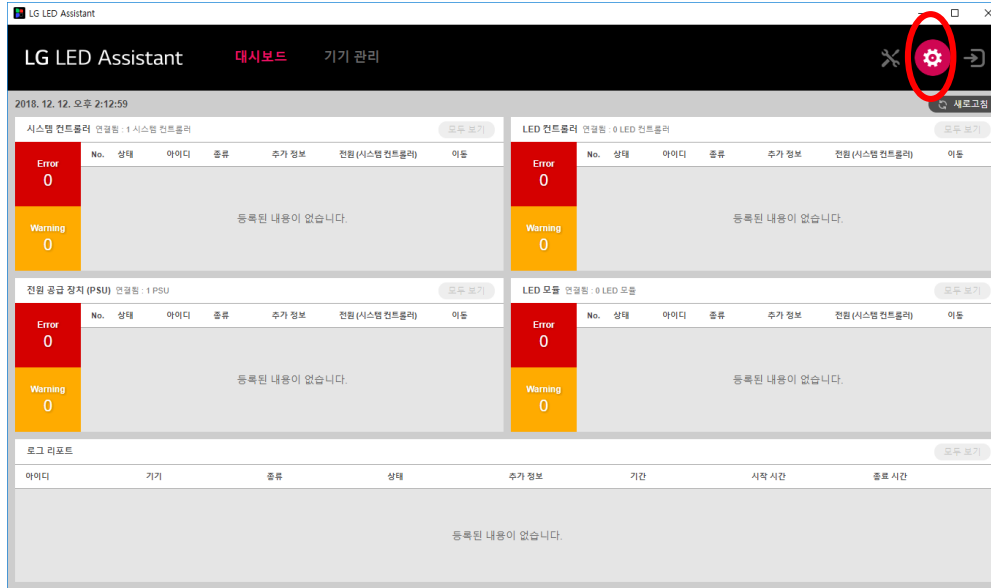 LG LED Assistant
LG LED Assistant 대시보드 기기 관리
2018. 12. 12. 오후 2:12:59 새로고침
시스템 컨트롤러 연결됨 : 1 시스템 컨트롤러 모두 보기
No. 상태 아이디 종류 추가 정보 전원 (시스템 컨트롤러) 이동
Error
0
등록된 내용이 없습니다.
Warning
0
LED 컨트롤러 연결됨 : 0 LED 컨트롤러 모두 보기
No. 상태 아이디 종류 추가 정보 전원 (시스템 컨트롤러) 이동
Error
0
등록된 내용이 없습니다.
Warning
0
전원 공급 장치 (PSU) 연결됨 : 1 PSU 모두 보기
No. 상태 아이디 종류 추가 정보 전원 (시스템 컨트롤러) 이동
Error
0
등록된 내용이 없습니다.
Warning
0
LED 모듈 연결됨 : 0 LED 모듈 모두 보기
No. 상태 아이디 종류 추가 정보 전원 (시스템 컨트롤러) 이동
Error
0
등록된 내용이 없습니다.
Warning
0
로그 리포트 모두 보기
아이디 기기 종류 상태 추가 정보 기간 시작 시간 종료 시간
등록된 내용이 없습니다.